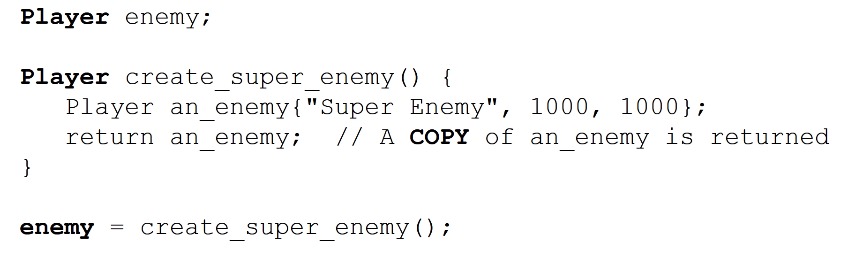 Player enemy;
Player create_super_enemy() {
Player an_enemy{"Super Enemy", 1000, 1000};
return an_enemy; // A COPY of an_enemy is returned
}
enemy = create_super_enemy();